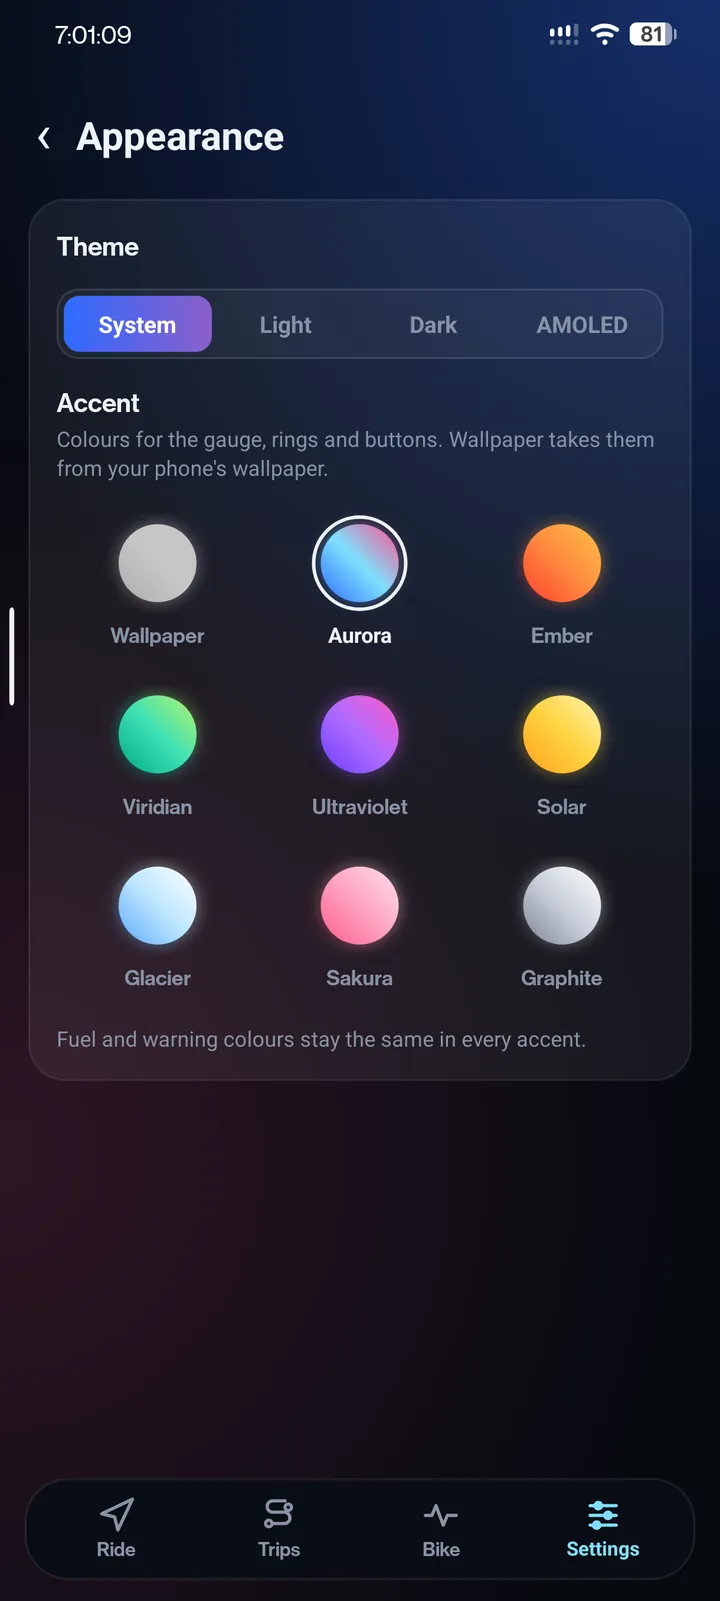 7:01:09
81
Appearance
Theme
System
Light
Dark
AMOLED
Accent
Colours for the gauge, rings and buttons. Wallpaper takes them
from your phone's wallpaper.
Wallpaper
Aurora
Ember
Viridian
Ultraviolet
Solar
Glacier
Sakura
Graphite
Fuel and warning colours stay the same in every accent.
Ride
Trips
Bike
Settings